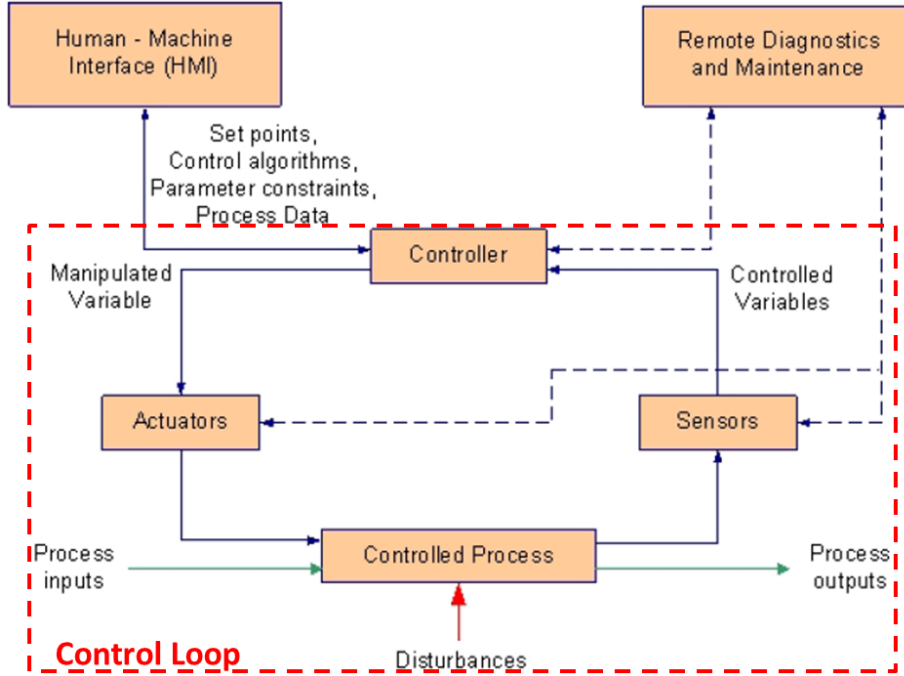 Human - Machine
Interface (HMI)
Remote Diagnostics
and Maintenance
Set points,
Control algorithms,
Parameter constraints,
Process Data
Controller
Manipulated
Variable
Controlled
Variables
Actuators
Sensors
Process
inputs
Controlled Process
Process
outputs
Control Loop
Disturbances